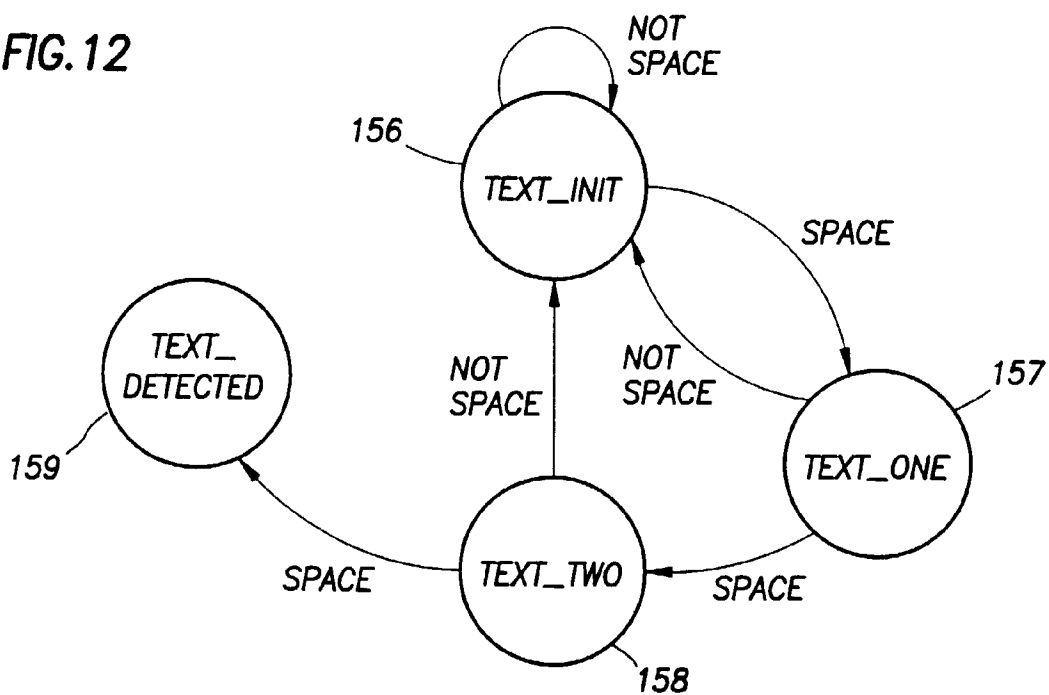 FIG. 12
NOT
SPACE
156
TEXT_INIT
SPACE
TEXT_
DETECTED
NOT
SPACE
NOT
SPACE
157
159
TEXT_ONE
SPACE
TEXT_TWO
SPACE
158